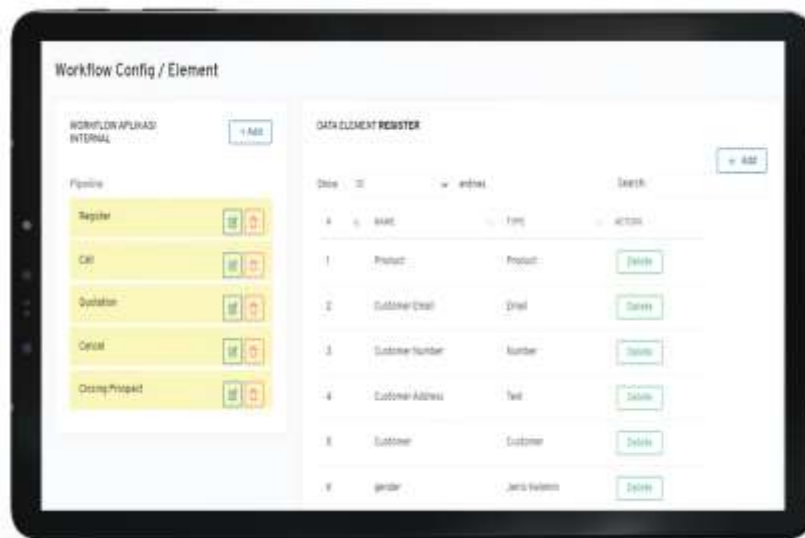 Workflow Config / Element
WORKFLOW APLIKASI
INTERNAL
+ Add
Pipeline
Register
Call
Quotation
Cancel
Closing Prospect
DATA ELEMENT REGISTER
+ Add
Show 10 entries
Search:
# NAME TYPE ACTION
1 Product Product Delete
2 Customer Email Email Delete
3 Customer Number Number Delete
4 Customer Address Text Delete
5 Customer Customer Delete
6 gender Jenis Kelamin Delete